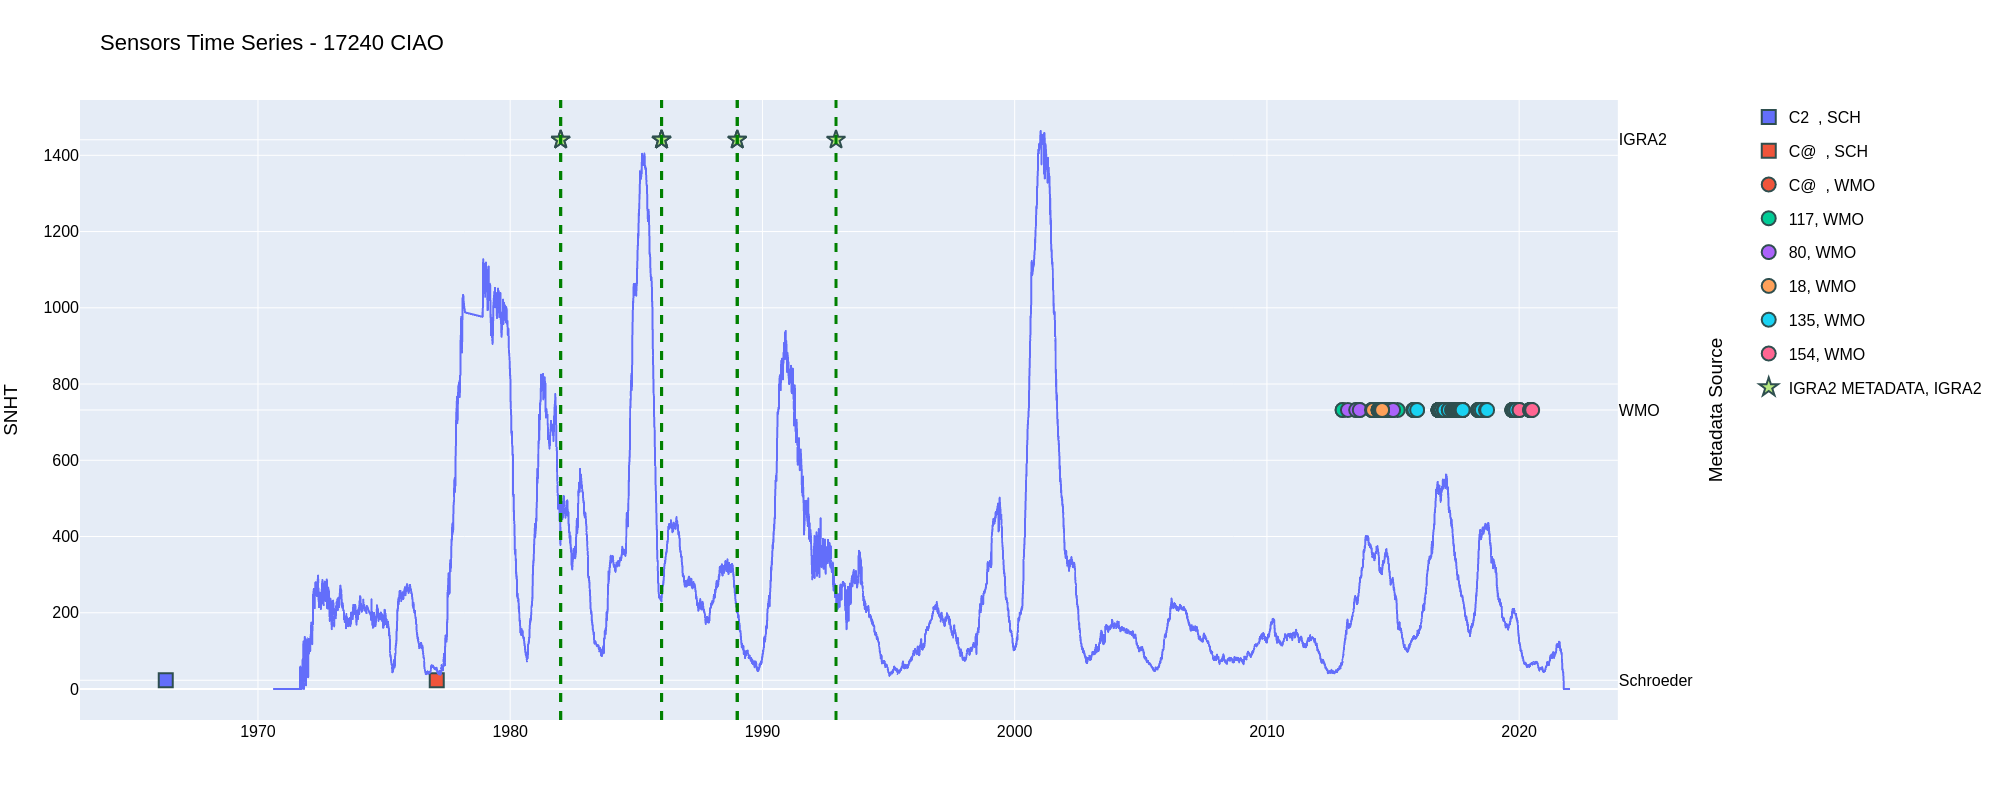 Sensors Time Series - 17240 CIAO
SNHT
1400
1200
1000
800
600
400
200
0
1970
1980
1990
2000
2010
2020
IGRA2
WMO
Schroeder
Metadata Source
C2  , SCH
C@  , SCH
C@  , WMO
117, WMO
80, WMO
18, WMO
135, WMO
154, WMO
IGRA2 METADATA, IGRA2